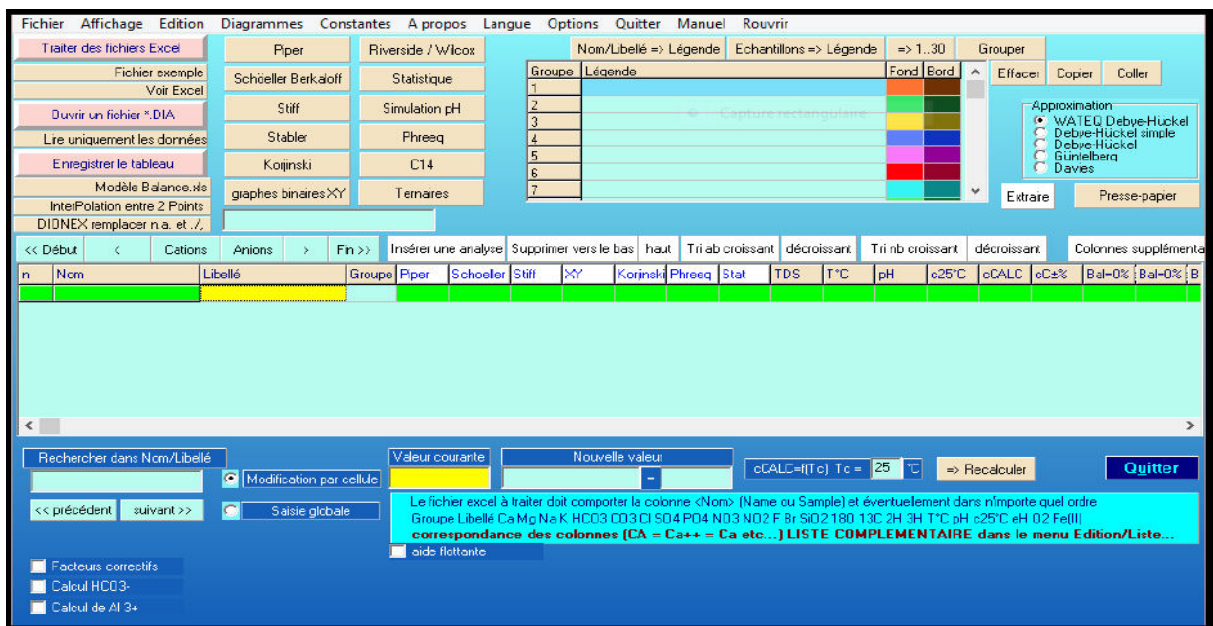 Fichier Affichage Edition Diagrammes Constantes A propos Langue Options Quitter Manuel Rouvrir
Traiter des fichiers Excel
Fichier exemple
Voir Excel
Ouvrir un fichier *.DIA
Lire uniquement les données
Enregistrer le tableau
Modèle Balance.xls
InterPolation entre 2 Points
DIONEX remplacer n.a. et ./,
Piper Riverside / Wilcox
Schöeller Berkaloff Statistique
Stiff Simulation pH
Stabler Phreeq
Korjinski C14
graphes binaires XY Ternaires
Nom/Libellé => Légende Echantillons => Légende => 1..30 Grouper
Groupe Légende Fond Bord
1
2
3
4
5
6
7
Capture rectangulaire
Effacer Copier Coller
Approximation
WATEQ Debye-Hückel
Debye-Hückel simple
Debye-Hückel
Güntelberg
Davies
Extraire Presse-papier
<< Début < Cations Anions > Fin >> Insérer une analyse Supprimer vers le bas haut Tri ab croissant décroissant Tri nb croissant décroissant Colonnes supplémenta
n Nom Libellé Groupe Piper Schoeller Stiff XY Korjinski Phreeq Stat TDS T°C pH c25°C cCALC cC±% Bal=0% Bal=0% B
Rechercher dans Nom/Libellé
<< précédent suivant >>
Modification par cellule
Saisie globale
Valeur courante Nouvelle valeur
=
cCALC=f(Tc) Tc = 25 °C => Recalculer Quitter
Le fichier excel à traiter doit comporter la colonne <Nom> (Name ou Sample) et éventuelement dans n'importe quel ordre
Groupe Libellé Ca Mg Na K HCO3 CO3 Cl SO4 PO4 NO3 NO2 F Br SiO2 18O 13C 2H 3H T°C pH c25°C eH O2 Fe(II)
correspondance des colonnes (CA = Ca++ = Ca etc...) LISTE COMPLEMENTAIRE dans le menu Edition/Liste...
aide flottante
Facteurs correctifs
Calcul HCO3-
Calcul de Al 3+